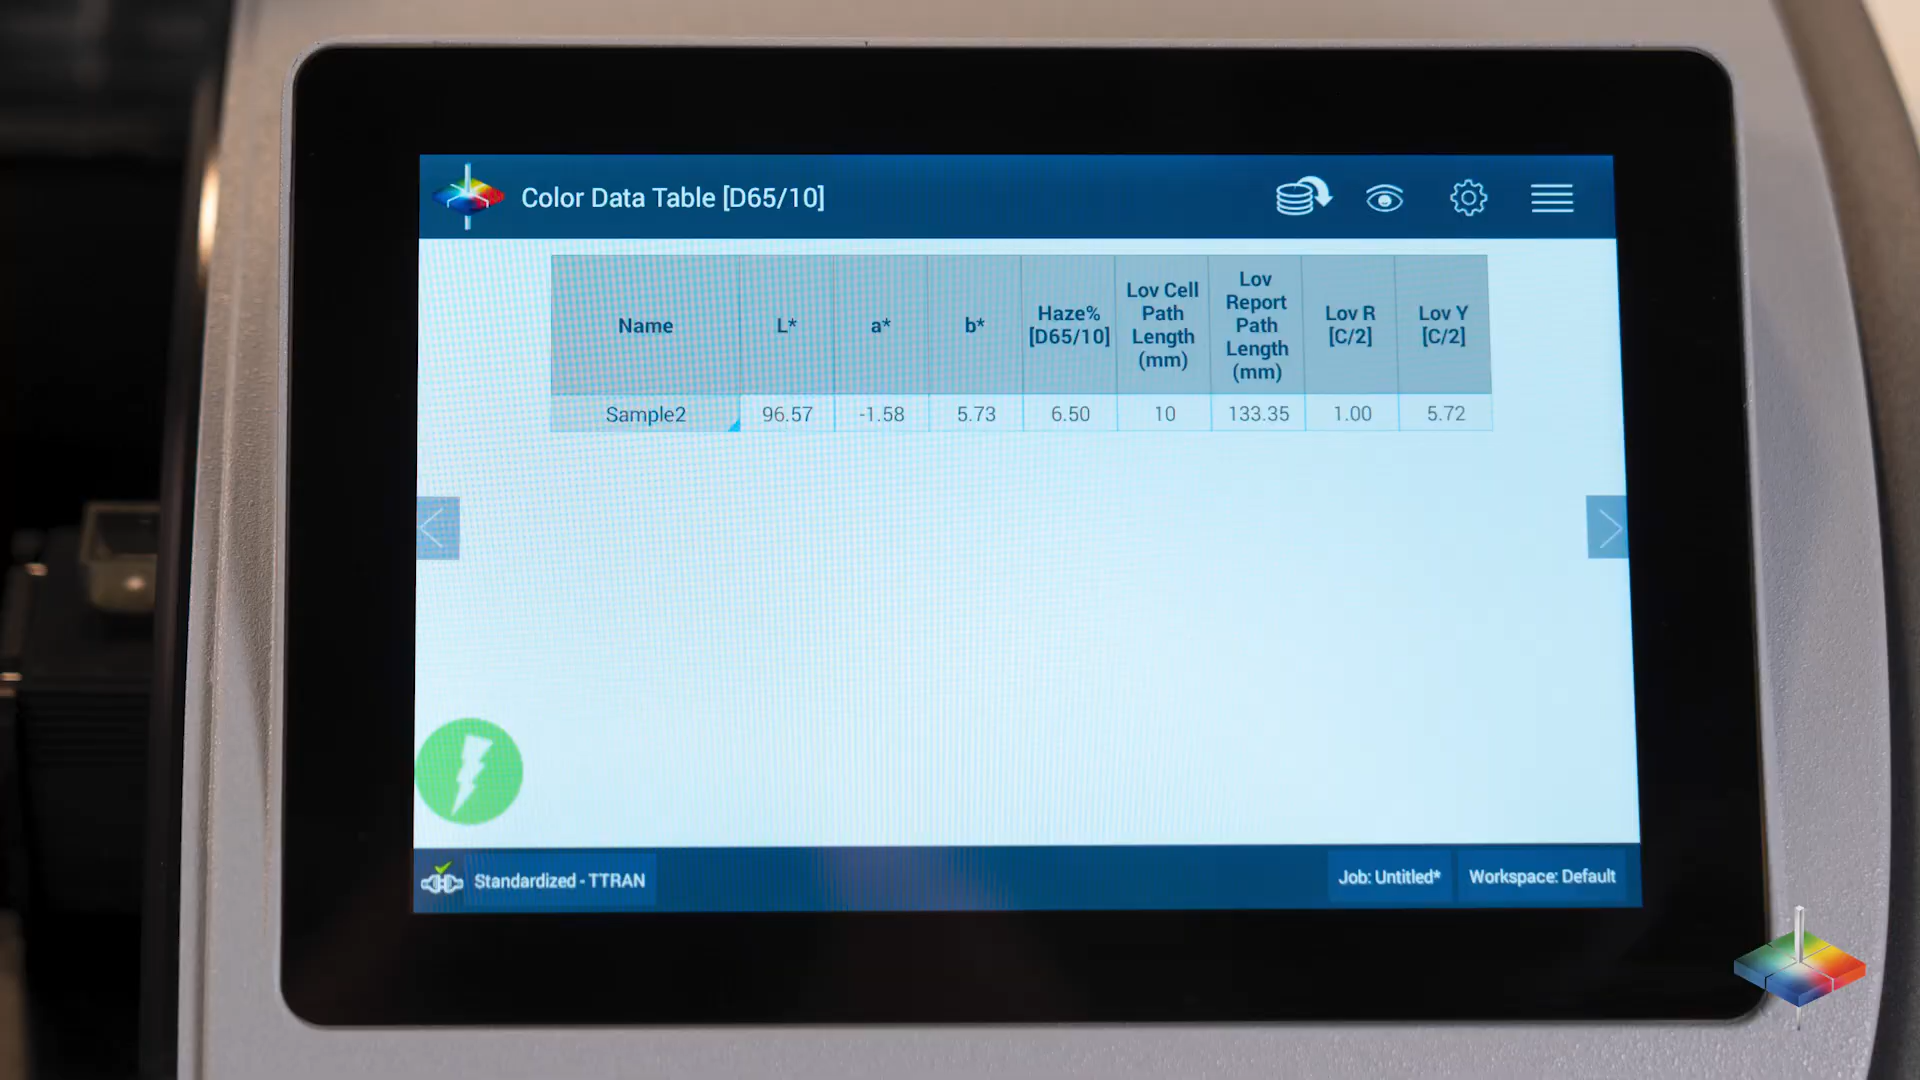 Color Data Table [D65/10]
Name
L*
a*
b*
Haze%
[D65/10]
Lov Cell
Path
Length
(mm)
Lov
Report
Path
Length
(mm)
Lov R
[C/2]
Lov Y
[C/2]
Sample2
96.57
-1.58
5.73
6.50
10
133.35
1.00
5.72
Standardized - TTRAN
Job: Untitled*
Workspace: Default